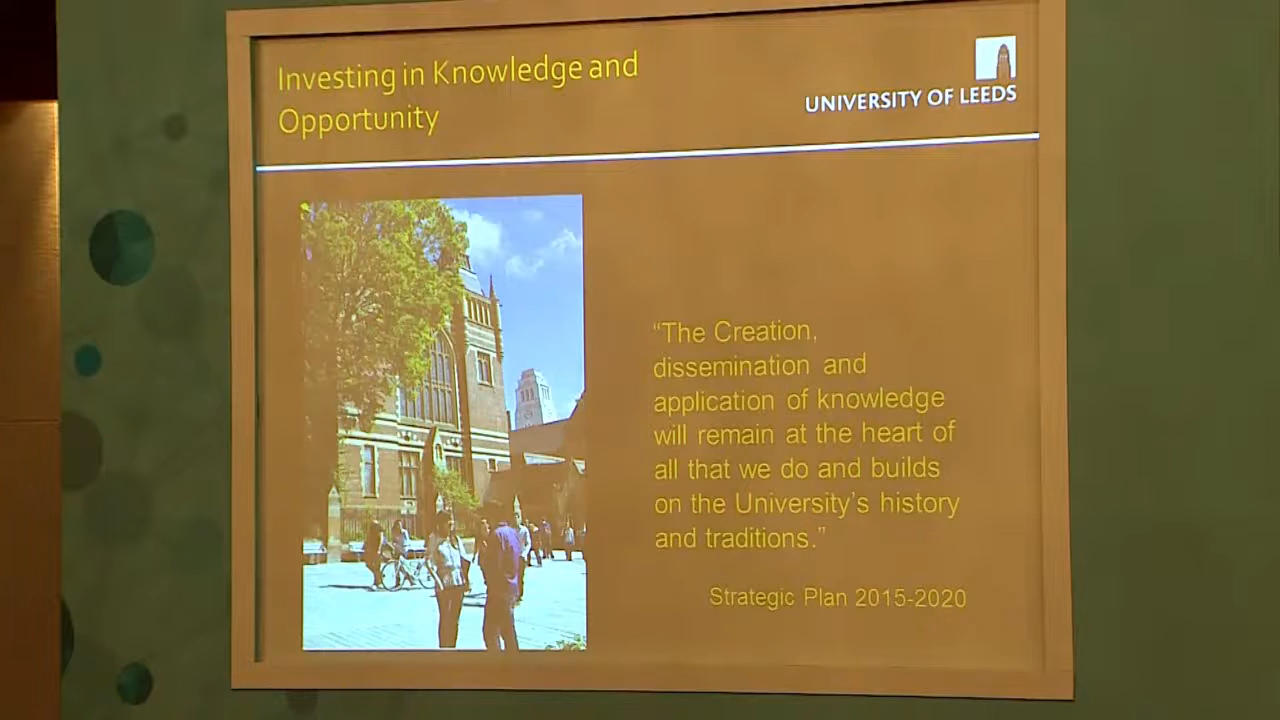 Investing in Knowledge and
Opportunity
UNIVERSITY OF LEEDS
“The Creation,
dissemination and
application of knowledge
will remain at the heart of
all that we do and builds
on the University’s history
and traditions.”
Strategic Plan 2015-2020